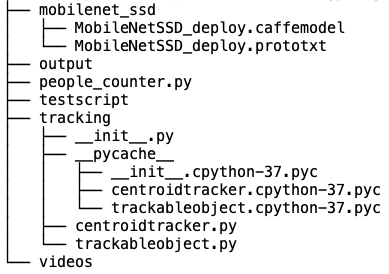 ├── mobilenet_ssd
│   ├── MobileNetSSD_deploy.caffemodel
│   └── MobileNetSSD_deploy.prototxt
├── output
├── people_counter.py
├── testscript
├── tracking
│   ├── __init__.py
│   ├── __pycache__
│   │   ├── __init__.cpython-37.pyc
│   │   ├── centroidtracker.cpython-37.pyc
│   │   └── trackableobject.cpython-37.pyc
│   ├── centroidtracker.py
│   └── trackableobject.py
└── videos